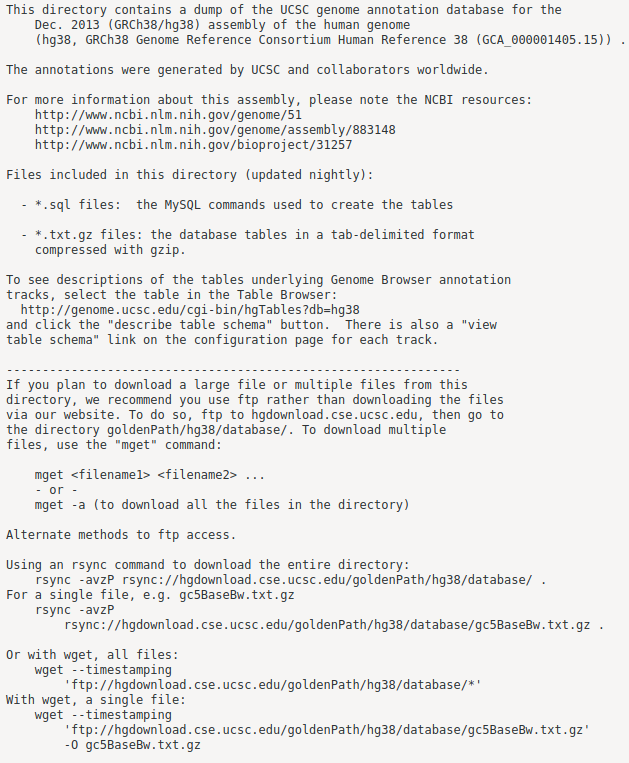 This directory contains a dump of the UCSC genome annotation database for the
    Dec. 2013 (GRCh38/hg38) assembly of the human genome
    (hg38, GRCh38 Genome Reference Consortium Human Reference 38 (GCA_000001405.15)) .

The annotations were generated by UCSC and collaborators worldwide.

For more information about this assembly, please note the NCBI resources:
    http://www.ncbi.nlm.nih.gov/genome/51
    http://www.ncbi.nlm.nih.gov/genome/assembly/883148
    http://www.ncbi.nlm.nih.gov/bioproject/31257

Files included in this directory (updated nightly):

  - *.sql files:  the MySQL commands used to create the tables

  - *.txt.gz files: the database tables in a tab-delimited format
    compressed with gzip.

To see descriptions of the tables underlying Genome Browser annotation
tracks, select the table in the Table Browser:
  http://genome.ucsc.edu/cgi-bin/hgTables?db=hg38
and click the "describe table schema" button.  There is also a "view
table schema" link on the configuration page for each track.

---------------------------------------------------------------
If you plan to download a large file or multiple files from this
directory, we recommend you use ftp rather than downloading the files
via our website. To do so, ftp to hgdownload.cse.ucsc.edu, then go to
the directory goldenPath/hg38/database/. To download multiple
files, use the "mget" command:

    mget <filename1> <filename2> ...
    - or -
    mget -a (to download all the files in the directory)

Alternate methods to ftp access.

Using an rsync command to download the entire directory:
    rsync -avzP rsync://hgdownload.cse.ucsc.edu/goldenPath/hg38/database/ .
For a single file, e.g. gc5BaseBw.txt.gz
    rsync -avzP
        rsync://hgdownload.cse.ucsc.edu/goldenPath/hg38/database/gc5BaseBw.txt.gz .

Or with wget, all files:
    wget --timestamping
        'ftp://hgdownload.cse.ucsc.edu/goldenPath/hg38/database/*'
With wget, a single file:
    wget --timestamping
        'ftp://hgdownload.cse.ucsc.edu/goldenPath/hg38/database/gc5BaseBw.txt.gz'
        -O gc5BaseBw.txt.gz